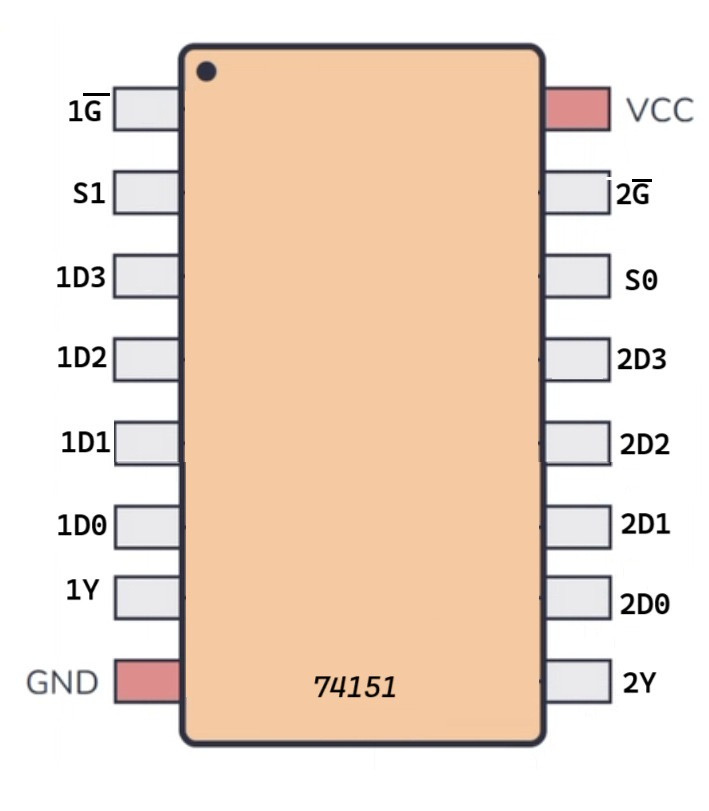 1G̅
VCC
S1
2G̅
1D3
S0
1D2
2D3
1D1
2D2
1D0
2D1
1Y
2D0
GND
74151
2Y